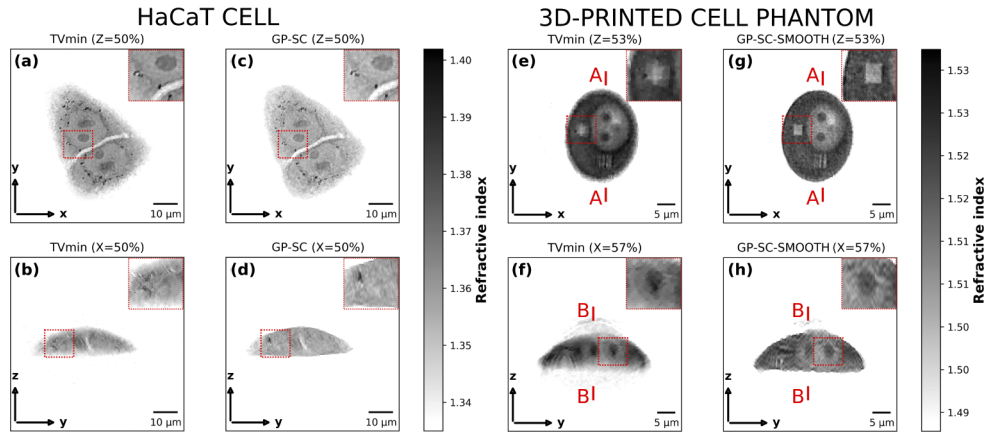 HaCaT CELL
3D-PRINTED CELL PHANTOM
TVmin (Z=50%)
GP-SC (Z=50%)
TVmin (Z=53%)
GP-SC-SMOOTH (Z=53%)
(a)
(c)
(e)
(g)
A
A
A
A
y
x
10 μm
y
x
10 μm
y
x
5 μm
y
x
5 μm
TVmin (X=50%)
GP-SC (X=50%)
TVmin (X=57%)
GP-SC-SMOOTH (X=57%)
(b)
(d)
(f)
(h)
B
B
B
B
z
y
10 μm
z
y
10 μm
z
y
5 μm
z
y
5 μm
1.40
1.39
1.38
1.37
1.36
1.35
1.34
Refractive index
1.53
1.53
1.52
1.52
1.51
1.51
1.50
1.50
1.49
Refractive index